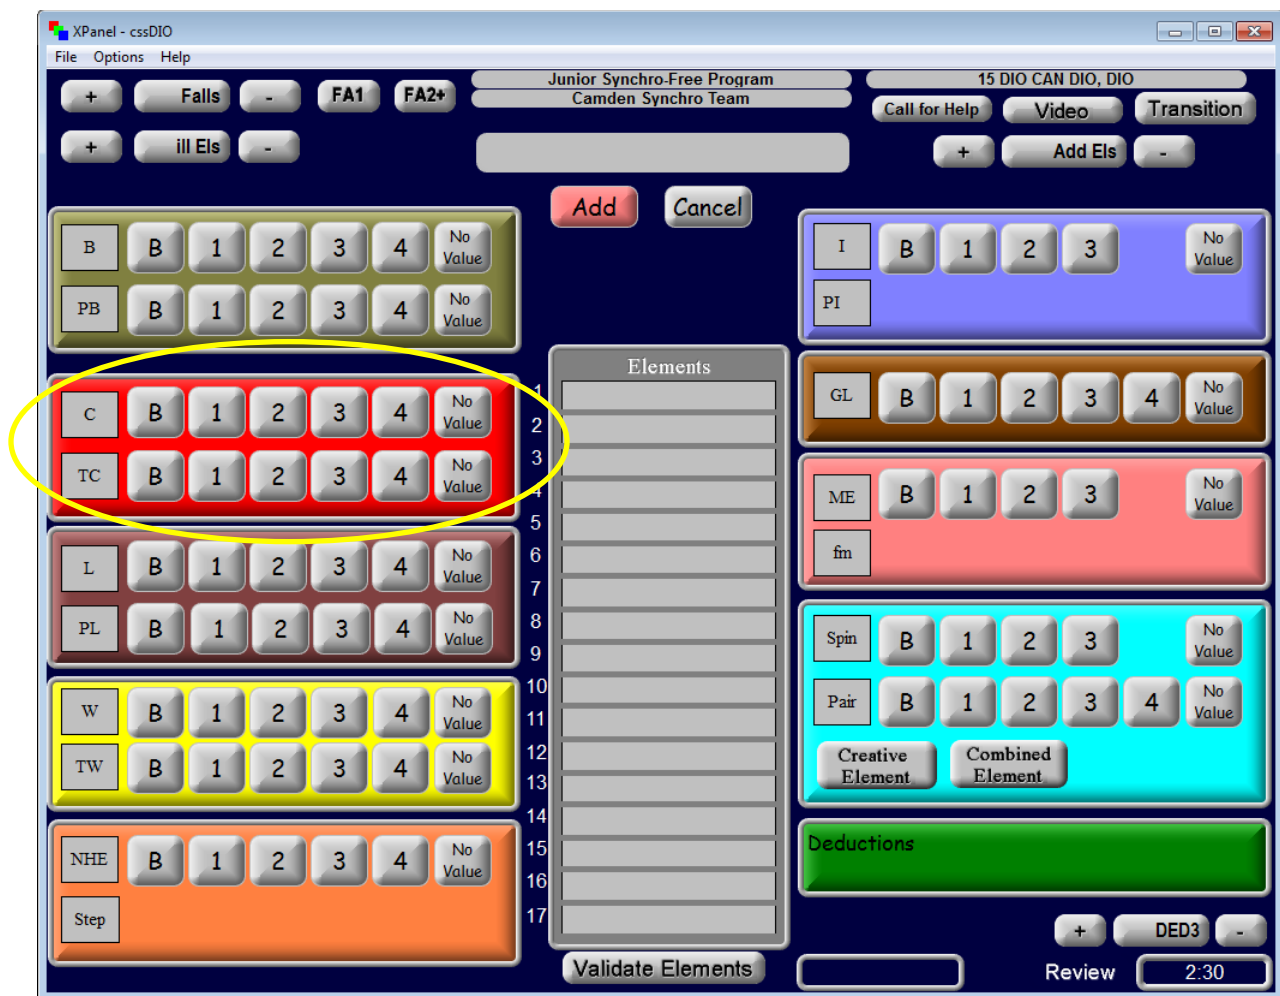 XPanel - cssDIO
File Options Help
+ Falls - FA1 FA2+
Junior Synchro-Free Program
Camden Synchro Team
15 DIO CAN DIO, DIO
Call for Help Video Transition
+ ill Els -
+ Add Els -
Add Cancel
B B 1 2 3 4 No Value
PB B 1 2 3 4 No Value
C B 1 2 3 4 No Value
TC B 1 2 3 4 No Value
L B 1 2 3 4 No Value
PL B 1 2 3 4 No Value
W B 1 2 3 4 No Value
TW B 1 2 3 4 No Value
NHE B 1 2 3 4 No Value
Step
Elements
1
2
3
4
5
6
7
8
9
10
11
12
13
14
15
16
17
Validate Elements
I B 1 2 3 No Value
PI
GL B 1 2 3 4 No Value
ME B 1 2 3 No Value
fm
Spin B 1 2 3 No Value
Pair B 1 2 3 4 No Value
Creative Element
Combined Element
Deductions
+ DED3 -
Review 2:30